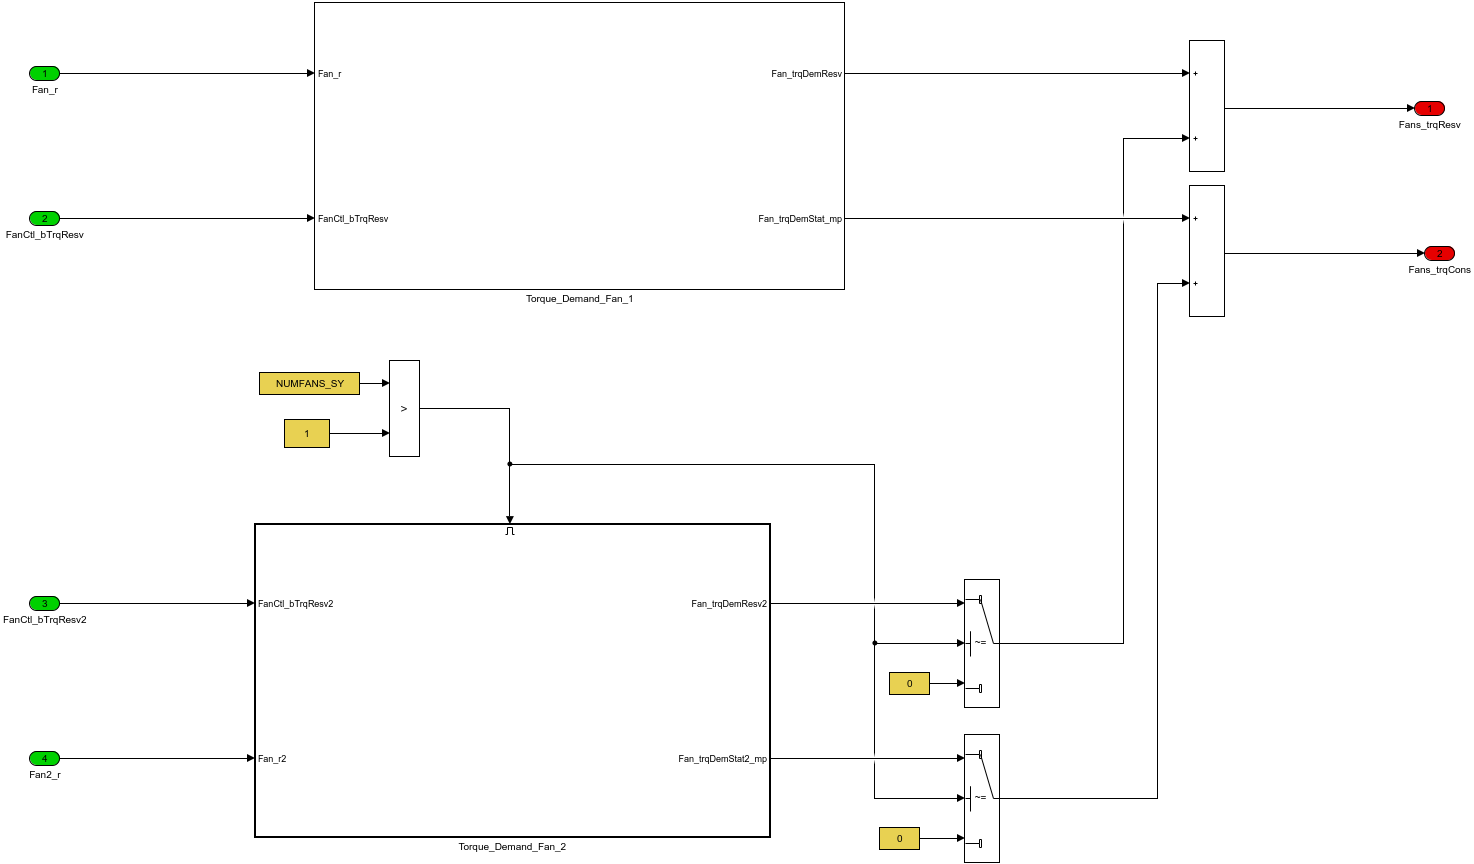 1
Fan_r
Fan_r
Fan_trqDemResv
+
+
1
Fans_trqResv
2
FanCtl_bTrqResv
FanCtl_bTrqResv
Fan_trqDemStat_mp
+
+
2
Fans_trqCons
Torque_Demand_Fan_1
NUMFANS_SY
>
1
3
FanCtl_bTrqResv2
FanCtl_bTrqResv2
Fan_trqDemResv2
~=
0
4
Fan2_r
Fan_r2
Fan_trqDemStat2_mp
~=
0
Torque_Demand_Fan_2